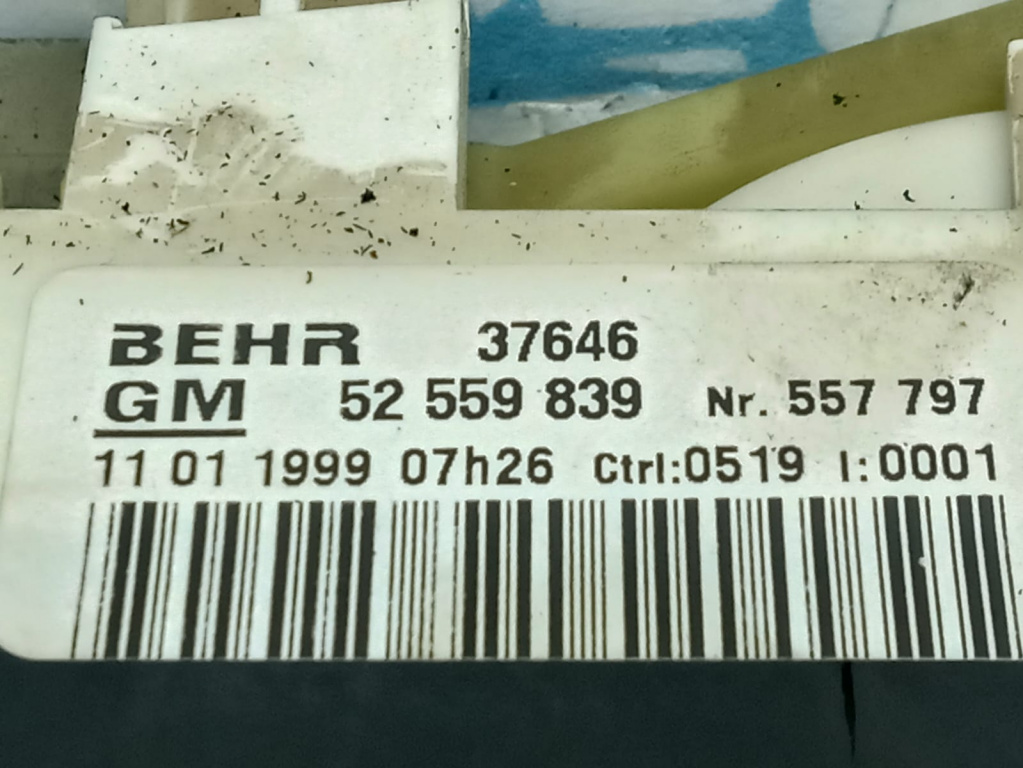 BEHR 37646
GM 52 559 839 Nr. 557 797
11 01 1999 07h26 Ctrl:0519 I:0001